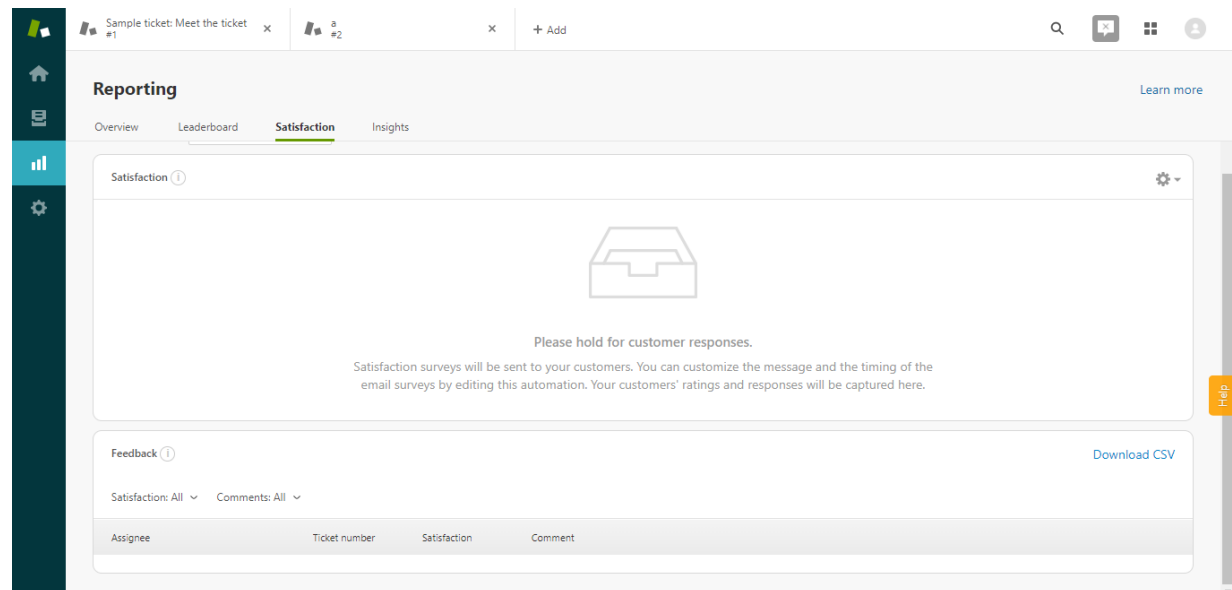 Sample ticket: Meet the ticket
#1
a
#2
+ Add
Reporting
Learn more
Overview Leaderboard Satisfaction Insights
Satisfaction
Please hold for customer responses.
Satisfaction surveys will be sent to your customers. You can customize the message and the timing of the
email surveys by editing this automation. Your customers' ratings and responses will be captured here.
Help
Feedback
Download CSV
Satisfaction: All Comments: All
Assignee Ticket number Satisfaction Comment